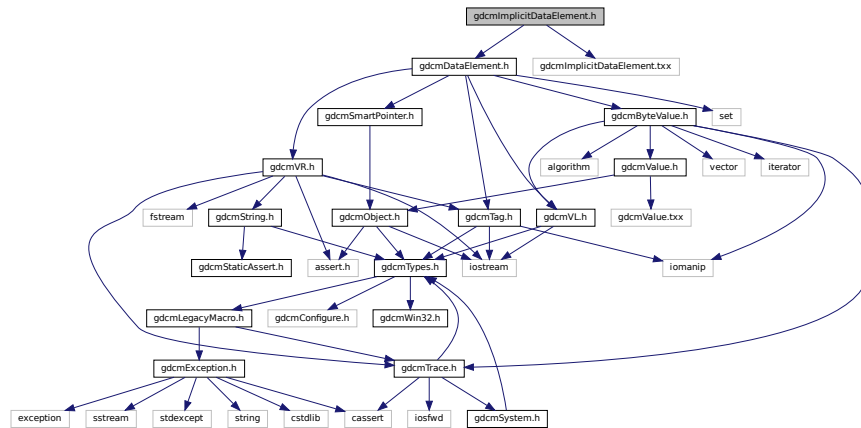 gdcmImplicitDataElement.h
gdcmDataElement.h
gdcmImplicitDataElement.txx
gdcmSmartPointer.h
gdcmByteValue.h
set
gdcmVR.h
algorithm
gdcmValue.h
vector
iterator
fstream
gdcmString.h
gdcmObject.h
gdcmTag.h
gdcmVL.h
gdcmValue.txx
gdcmStaticAssert.h
assert.h
gdcmTypes.h
iostream
iomanip
gdcmLegacyMacro.h
gdcmConfigure.h
gdcmWin32.h
gdcmException.h
gdcmTrace.h
exception
sstream
stdexcept
string
cstdlib
cassert
iosfwd
gdcmSystem.h